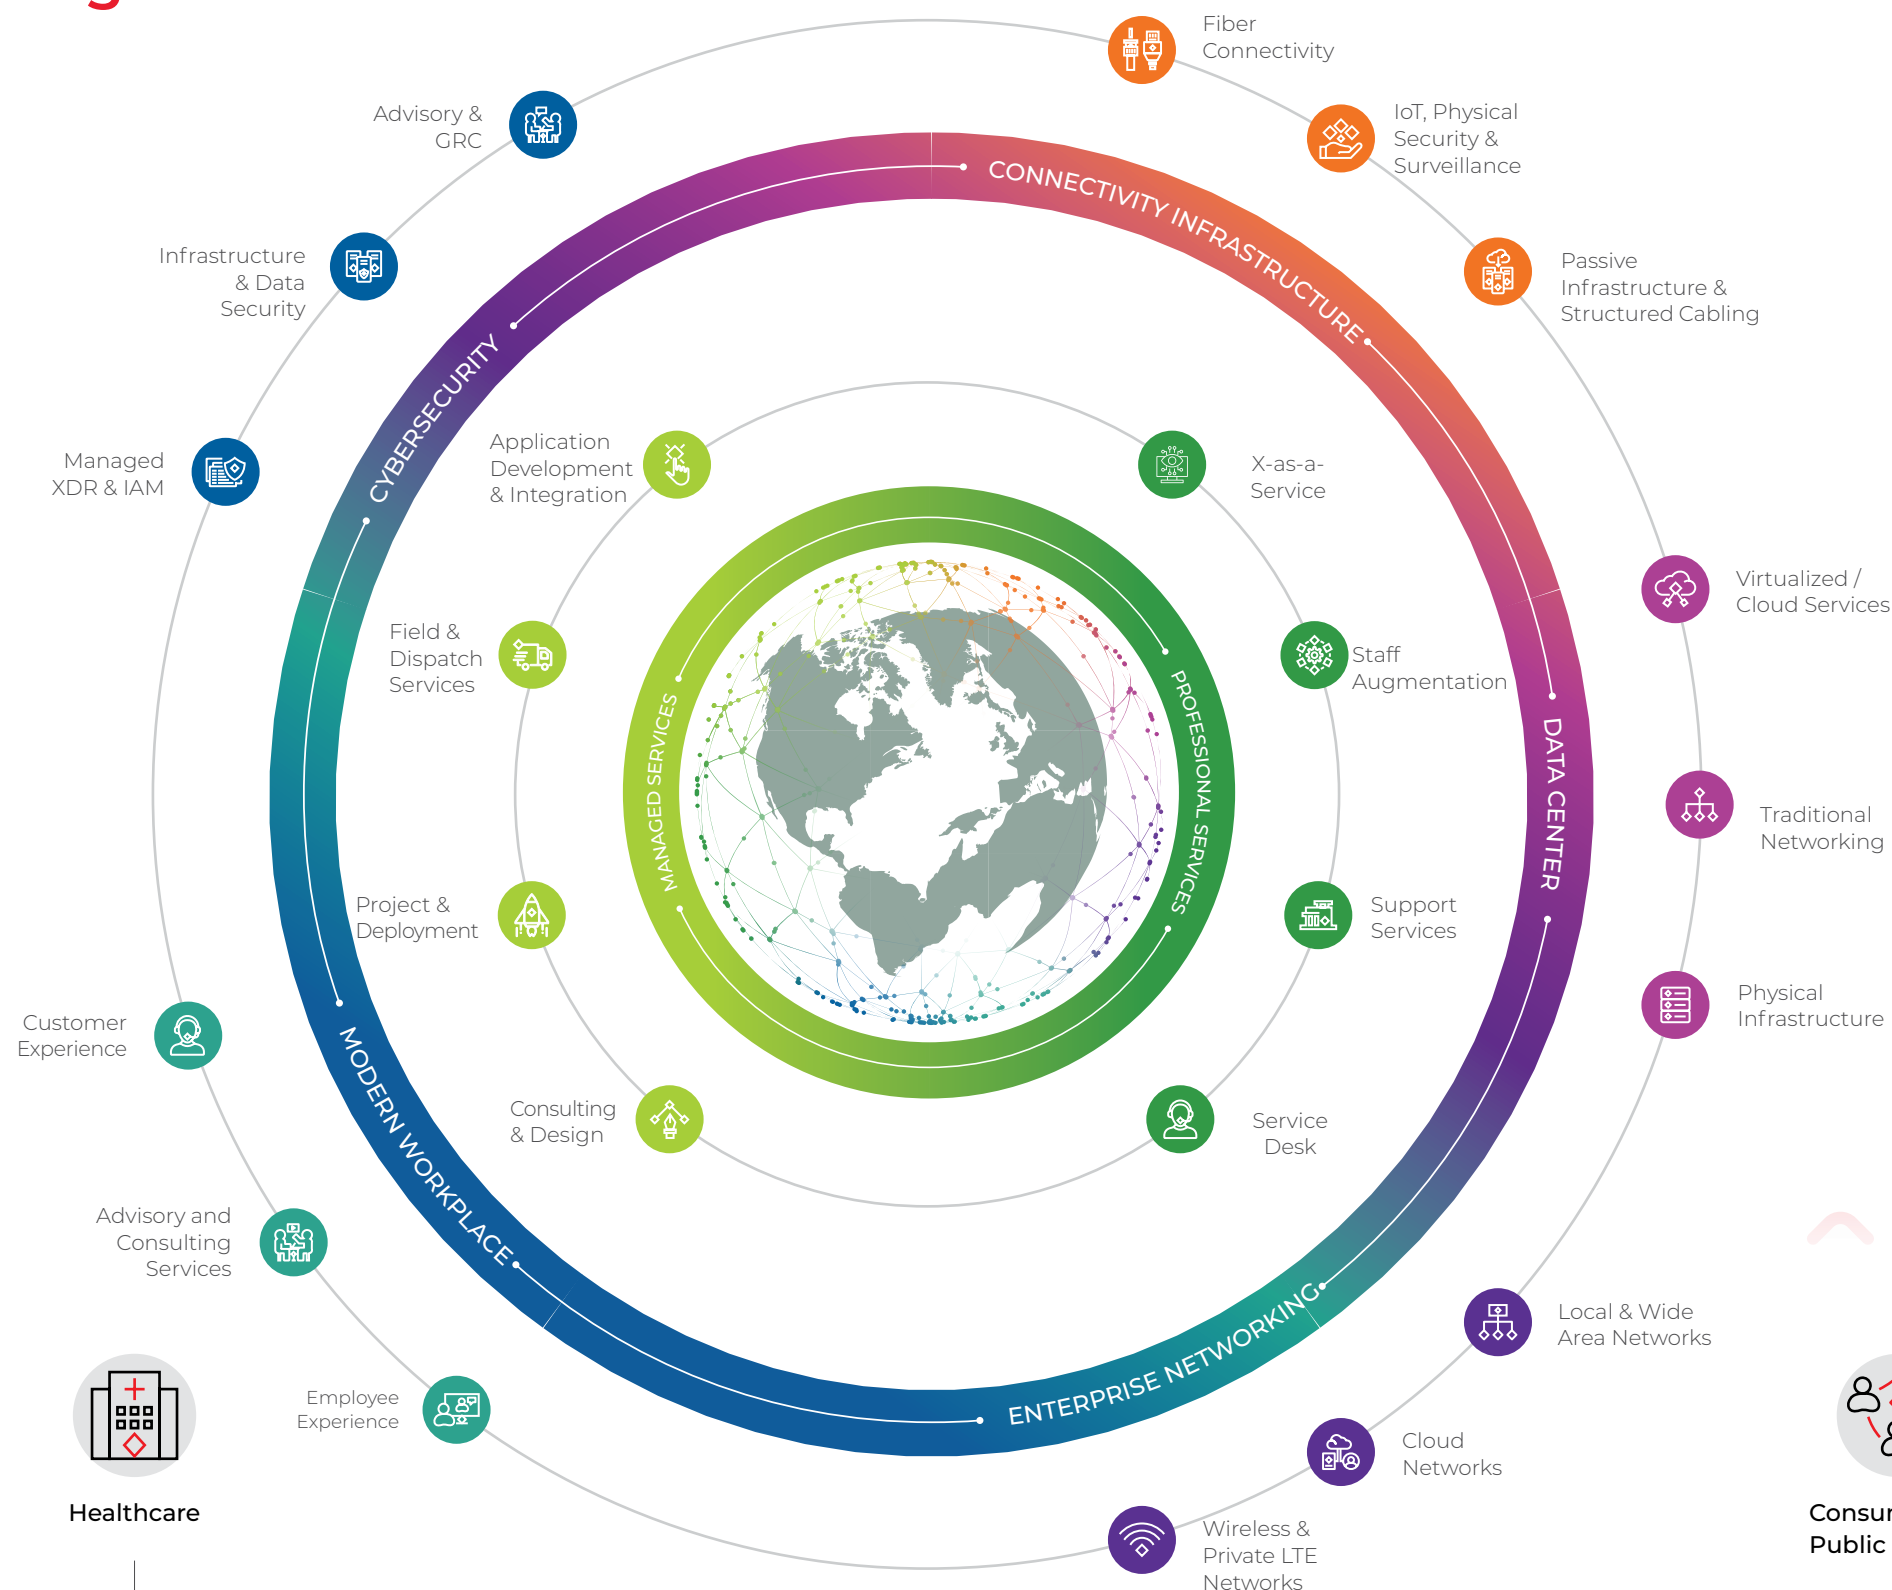 Fiber
Connectivity
Advisory &
GRC
IoT, Physical
Security &
Surveillance
CONNECTIVITY INFRASTRUCTURE
Infrastructure
& Data
Security
Passive
Infrastructure &
Structured Cabling
CYBERSECURITY
Managed
XDR & IAM
Application
Development
& Integration
X-as-a-
Service
Virtualized /
Cloud Services
Field &
Dispatch
Services
Staff
Augmentation
MANAGED SERVICES
PROFESSIONAL SERVICES
DATA CENTER
Traditional
Networking
Project &
Deployment
Support
Services
Physical
Infrastructure
Customer
Experience
MODERN WORKPLACE
Consulting
& Design
Service
Desk
Advisory and
Consulting
Services
ENTERPRISE NETWORKING
Local & Wide
Area Networks
Employee
Experience
Cloud
Networks
Healthcare
Wireless &
Private LTE
Networks
Public